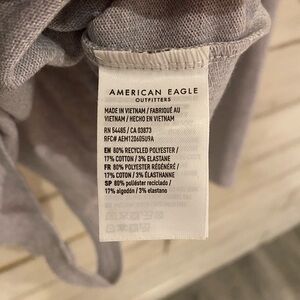 AMERICAN EAGLE
OUTFITTERS
MADE IN VIETNAM / FABRIQUÉ AU
VIETNAM / HECHO EN VIETNAM
RN 54485 / CA 03873
RFC# AEM120605U9A
EN 80% RECYCLED POLYESTER /
17% COTTON / 3% ELASTANE
FR 80% POLYESTER RÉGÉNÉRÉ /
17% COTON / 3% ÉLASTHANNE
SP 80% poliéster reciclado /
17% algodón / 3% elastano